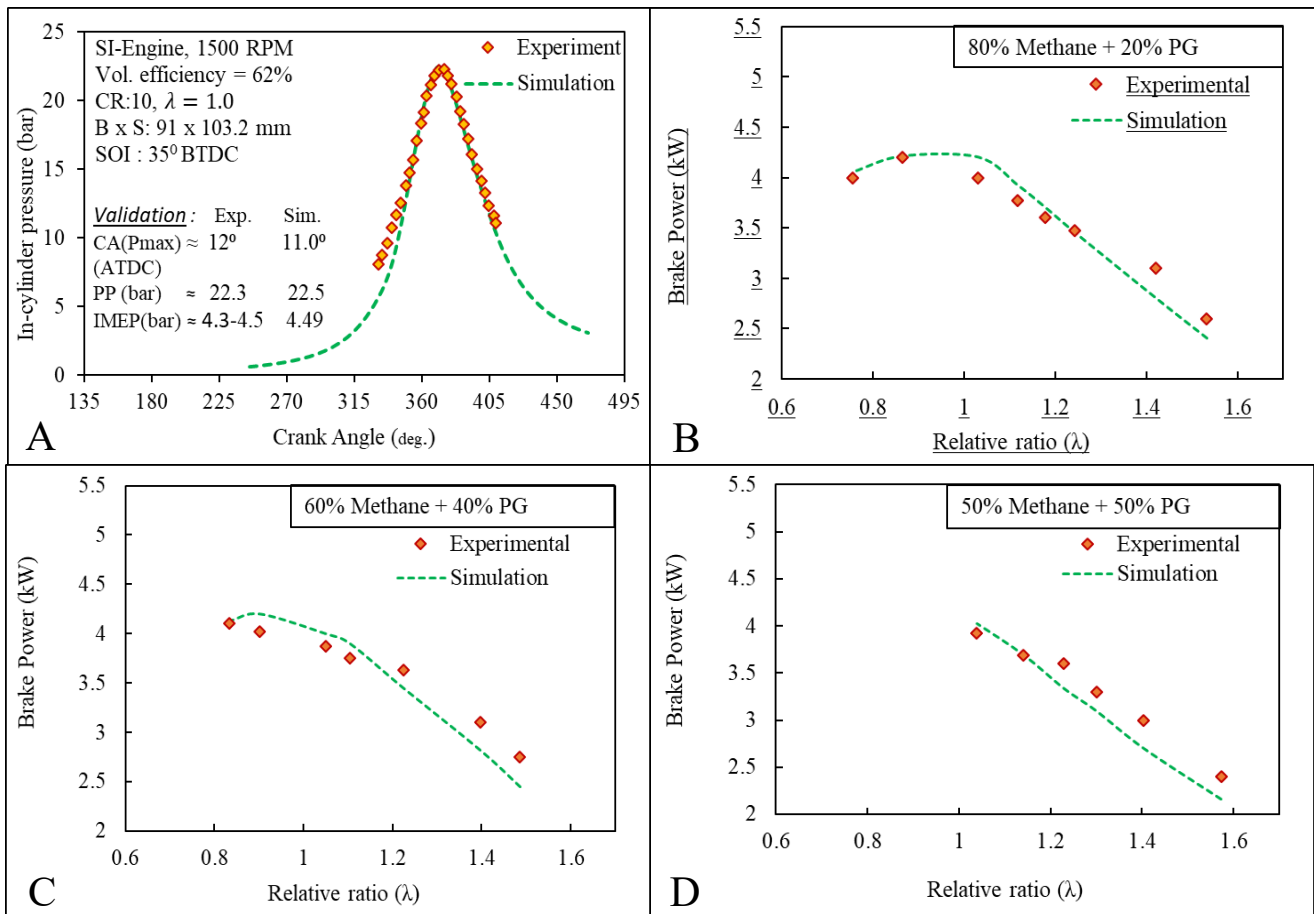 SI-Engine, 1500 RPM
Vol. efficiency = 62%
CR:10, λ = 1.0
B x S: 91 x 103.2 mm
SOI : 35⁰ BTDC
Experiment
Simulation
Validation : Exp. Sim.
CA(Pmax) ≈ 12⁰ 11.0⁰
(ATDC)
PP (bar) ≈ 22.3 22.5
IMEP(bar) ≈ 4.3-4.5 4.49
In-cylinder pressure (bar)
25
20
15
10
5
0
135 180 225 270 315 360 405 450 495
Crank Angle (deg.)
A
80% Methane + 20% PG
Experimental
Simulation
Brake Power (kW)
5.5
5
4.5
4
3.5
3
2.5
2
0.6 0.8 1 1.2 1.4 1.6
Relative ratio (λ)
B
60% Methane + 40% PG
Experimental
Simulation
Brake Power (kW)
5.5
5
4.5
4
3.5
3
2.5
2
0.6 0.8 1 1.2 1.4 1.6
Relative ratio (λ)
C
50% Methane + 50% PG
Experimental
Simulation
Brake Power (kW)
5.5
5
4.5
4
3.5
3
2.5
2
0.6 0.8 1 1.2 1.4 1.6
Relative ratio (λ)
D